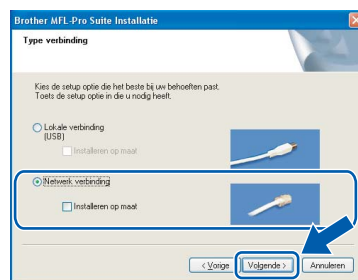 Brother MFL-Pro Suite Installatie
Type verbinding
Kies de setup optie die het beste bij uw behoeften past.
Toets de setup optie in die u nodig heeft.
Lokale verbinding
(USB)
Installeren op maat
Netwerk verbinding
Installeren op maat
< Vorige
Volgende >
Annuleren